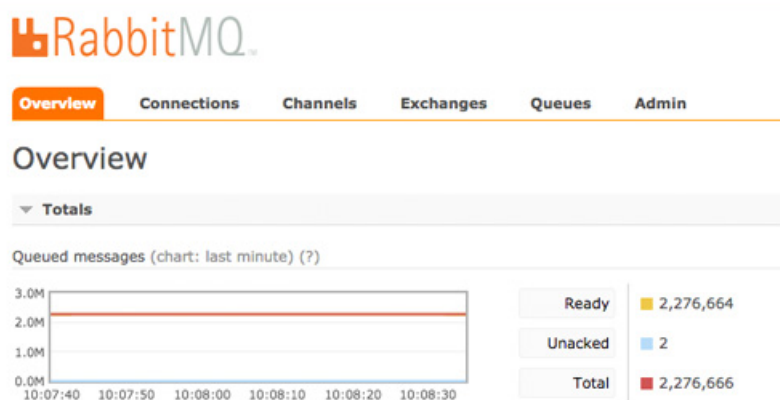 RabbitMQ™
Overview Connections Channels Exchanges Queues Admin
Overview
Totals
Queued messages (chart: last minute) (?)
3.0M
2.0M
1.0M
0.0M
10:07:40 10:07:50 10:08:00 10:08:10 10:08:20 10:08:30
Ready 2,276,664
Unacked 2
Total 2,276,666